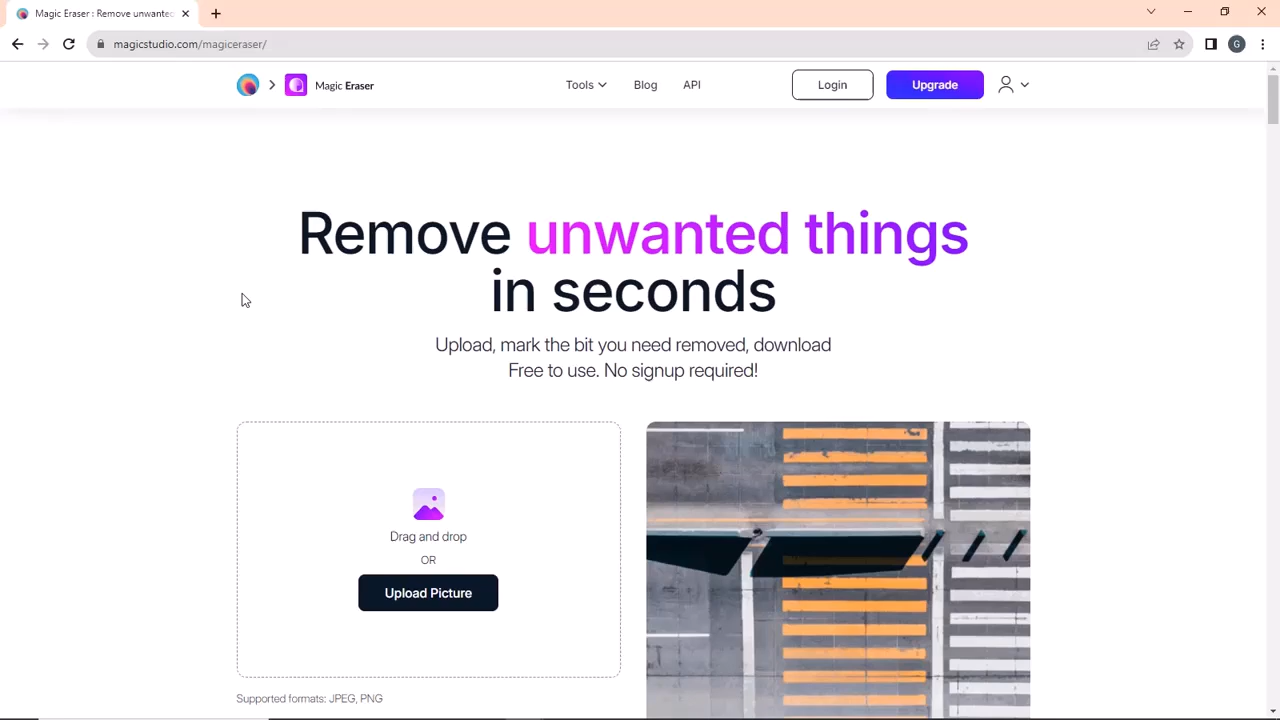 Magic Eraser : Remove unwanted
magicstudio.com/magiceraser/
G
Magic Eraser
Tools
Blog
API
Login
Upgrade
Remove unwanted things
in seconds
Upload, mark the bit you need removed, download
Free to use. No signup required!
Drag and drop
OR
Upload Picture
Supported formats: JPEG, PNG